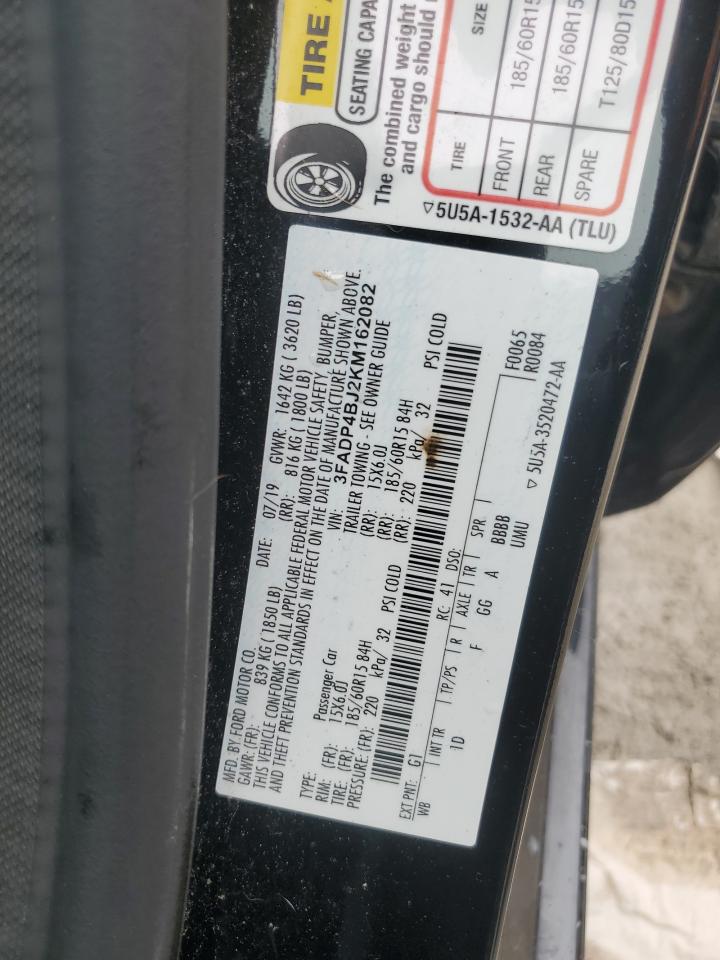 TIRE
SEATING CAPA
The combined weight
and cargo should
TIRE SIZE
FRONT 185/60R15
REAR 185/60R15
SPARE T125/80D15
▽5U5A-1532-AA (TLU)
MFD. BY FORD MOTOR CO.
DATE: 07/19 GVWR: 1642 KG ( 3620 LB)
GAWR: (FR): 839 KG ( 1850 LB) (RR): 816 KG ( 1800 LB)
THIS VEHICLE CONFORMS TO ALL APPLICABLE FEDERAL MOTOR VEHICLE SAFETY, BUMPER,
AND THEFT PREVENTION STANDARDS IN EFFECT ON THE DATE OF MANUFACTURE SHOWN ABOVE.
VIN: 3FADP4BJ2KM162082
TYPE: Passenger Car TRAILER TOWING - SEE OWNER GUIDE
RIM: (FR): 15X6.0J (RR): 15X6.0J
TIRE: (FR): 185/60R15 84H (RR): 185/60R15 84H
PRESSURE: (FR): 220 kPa/ 32 PSI COLD (RR): 220 kPa/ 32 PSI COLD
EXT PNT: G1 RC: 41 DSO:
WB INT TR TP/PS R AXLE TR SPR F0065
1D F GG A BBBB R0084
UMU
▽ 5U5A-3520472-AA